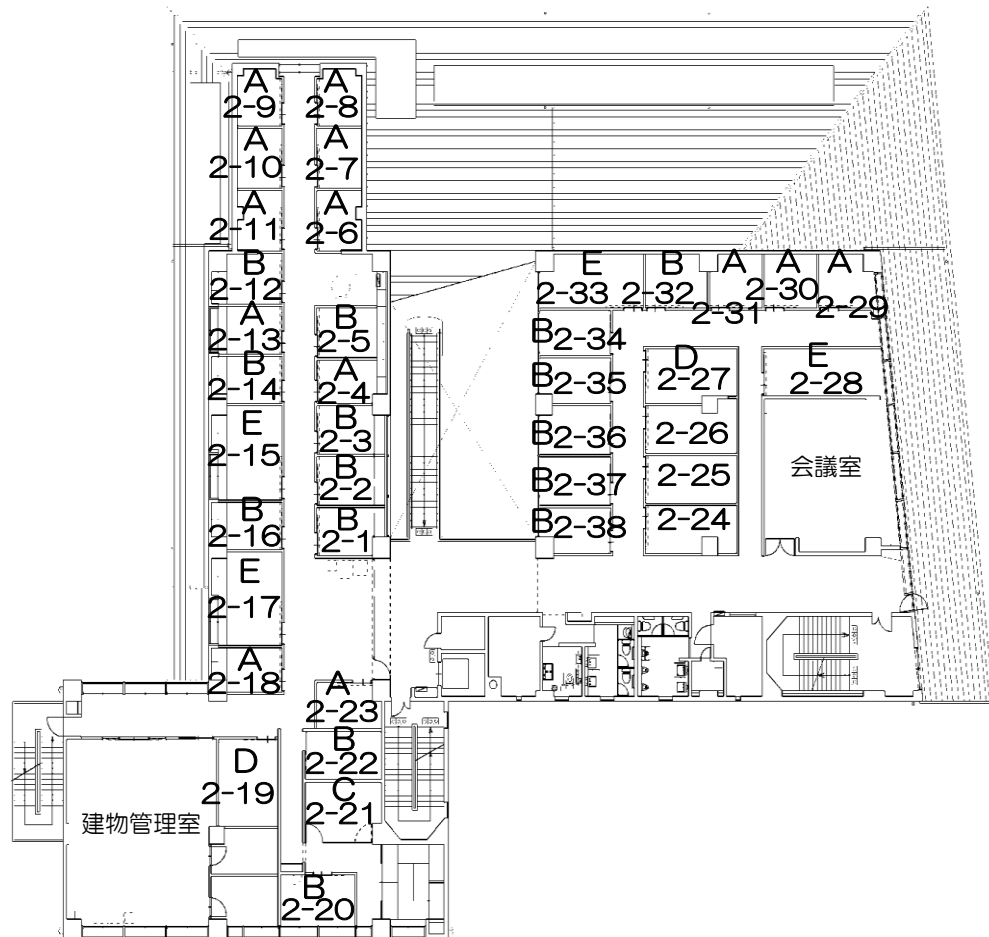 A
2-9
A
2-8
A
2-10
A
2-7
A
2-11
A
2-6
B
2-12
A
2-13
B
2-5
B
2-14
A
2-4
E
2-15
B
2-3
B
2-2
B
2-16
B
2-1
E
2-17
A
2-18
E
2-33
B
2-32
A
2-31
A
2-30
A
2-29
B2-34
B2-35
B2-36
B2-37
B2-38
D
2-27
2-26
2-25
2-24
E
2-28
会議室
A
2-23
B
2-22
C
2-21
D
2-19
建物管理室
B
2-20